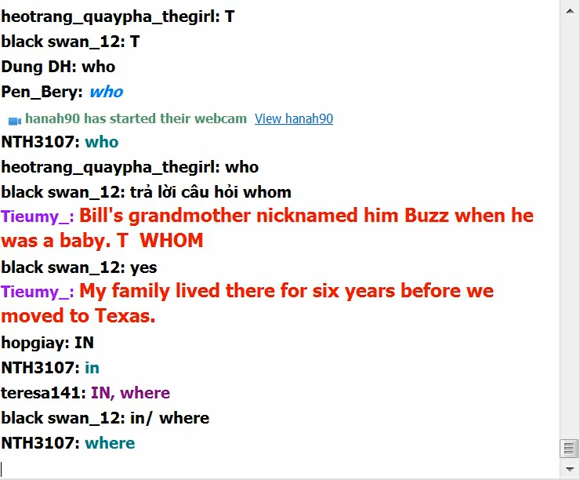 heotrang_quaypha_thegirl: T
black swan_12: T
Dung DH: who
Pen_Bery: who
hanah90 has started their webcam View hanah90
NTH3107: who
heotrang_quaypha_thegirl: who
black swan_12: trả lời câu hỏi whom
Tieumy_: Bill's grandmother nicknamed him Buzz when he
was a baby. T WHOM
black swan_12: yes
Tieumy_: My family lived there for six years before we
moved to Texas.
hopgiay: IN
NTH3107: in
teresa141: IN, where
black swan_12: in/ where
NTH3107: where